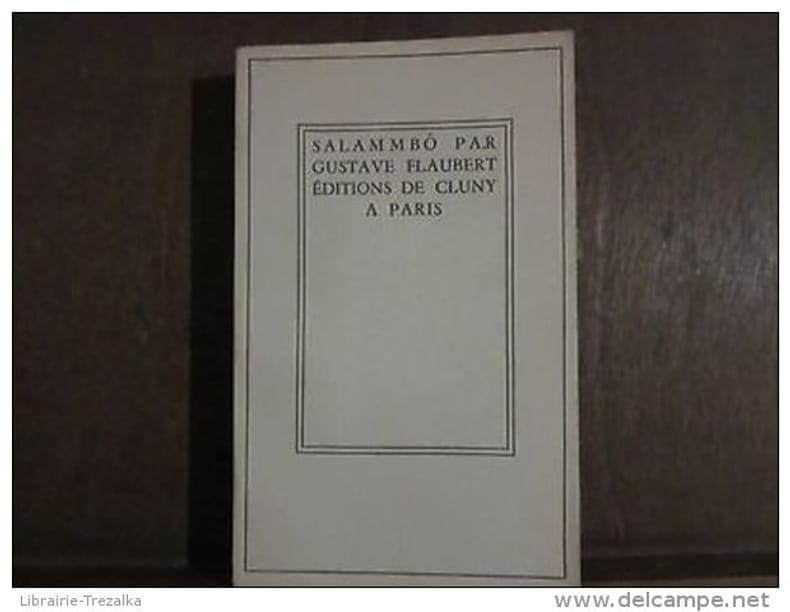 SALAMMBÔ PAR
GUSTAVE FLAUBERT
ÉDITIONS DE CLUNY
A PARIS
Librairie-Trezalka
www.delcampe.net